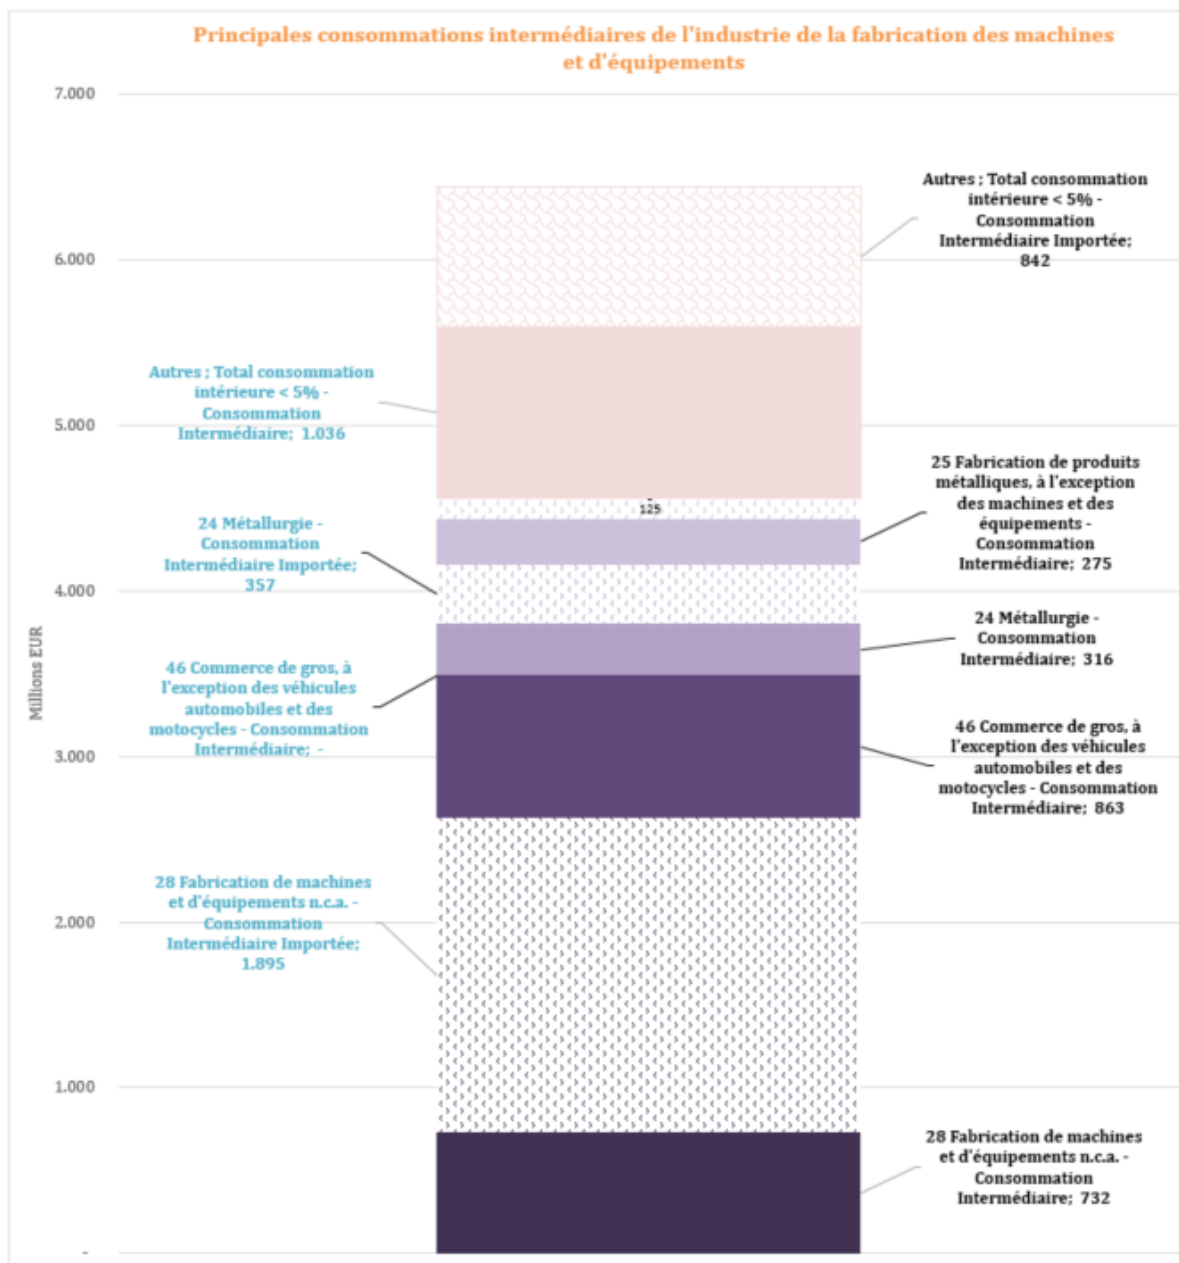 Principales consommations intermédiaires de l'industrie de la fabrication des machines
et d'équipements
7.000
6.000
5.000
4.000
3.000
2.000
1.000
-
Millions EUR
Autres ; Total consommation
intérieure < 5% -
Consommation
Intermédiaire Importée;
842
Autres ; Total consommation
intérieure < 5% -
Consommation
Intermédiaire; 1.036
25 Fabrication de produits
métalliques, à l'exception
des machines et des
équipements -
Consommation
Intermédiaire; 275
-
125
24 Métallurgie -
Consommation
Intermédiaire Importée;
357
24 Métallurgie -
Consommation
Intermédiaire; 316
46 Commerce de gros, à
l'exception des véhicules
automobiles et des
motocycles - Consommation
Intermédiaire; -
46 Commerce de gros, à
l'exception des véhicules
automobiles et des
motocycles - Consommation
Intermédiaire; 863
28 Fabrication de machines
et d'équipements n.c.a. -
Consommation
Intermédiaire Importée;
1.895
28 Fabrication de machines
et d'équipements n.c.a. -
Consommation
Intermédiaire; 732